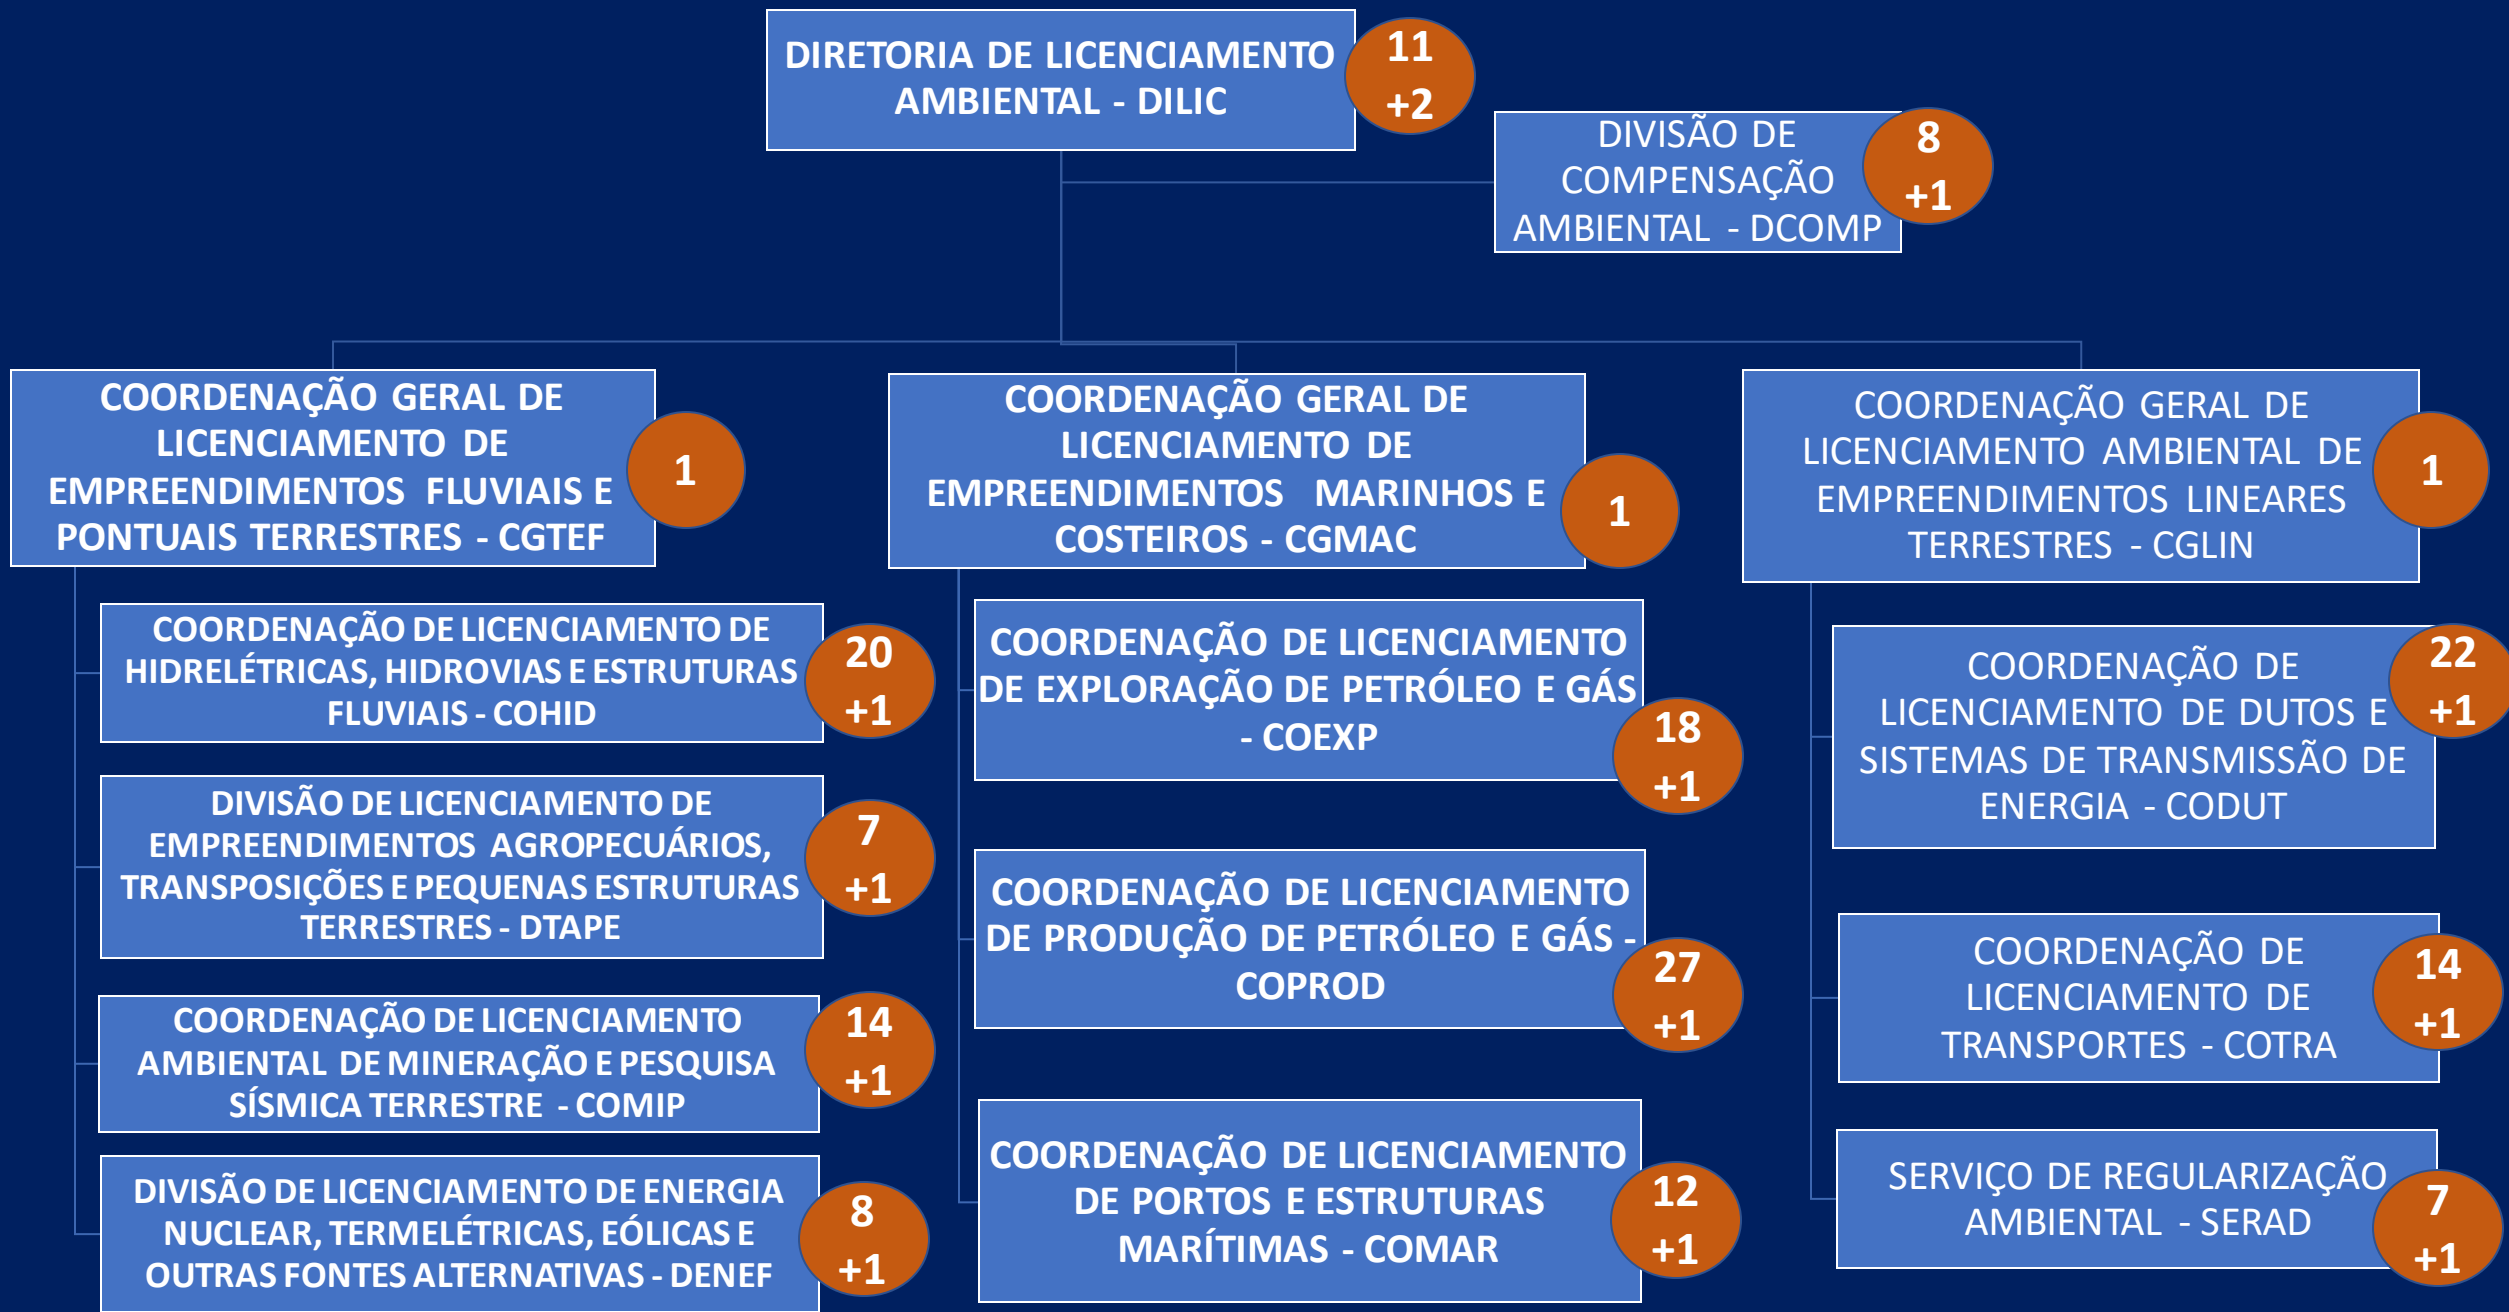 DIRETORIA DE LICENCIAMENTO
AMBIENTAL - DILIC
11
+2
DIVISÃO DE
COMPENSAÇÃO
AMBIENTAL - DCOMP
8
+1
COORDENAÇÃO GERAL DE
LICENCIAMENTO DE
EMPREENDIMENTOS FLUVIAIS E
PONTUAIS TERRESTRES - CGTEF
1
COORDENAÇÃO DE LICENCIAMENTO DE
HIDRELÉTRICAS, HIDROVIAS E ESTRUTURAS
FLUVIAIS - COHID
20
+1
DIVISÃO DE LICENCIAMENTO DE
EMPREENDIMENTOS AGROPECUÁRIOS,
TRANSPOSIÇÕES E PEQUENAS ESTRUTURAS
TERRESTRES - DTAPE
7
+1
COORDENAÇÃO DE LICENCIAMENTO
AMBIENTAL DE MINERAÇÃO E PESQUISA
SÍSMICA TERRESTRE - COMIP
14
+1
DIVISÃO DE LICENCIAMENTO DE ENERGIA
NUCLEAR, TERMELÉTRICAS, EÓLICAS E
OUTRAS FONTES ALTERNATIVAS - DENEF
8
+1
COORDENAÇÃO GERAL DE
LICENCIAMENTO DE
EMPREENDIMENTOS MARINHOS E
COSTEIROS - CGMAC
1
COORDENAÇÃO DE LICENCIAMENTO
DE EXPLORAÇÃO DE PETRÓLEO E GÁS
- COEXP
18
+1
COORDENAÇÃO DE LICENCIAMENTO
DE PRODUÇÃO DE PETRÓLEO E GÁS -
COPROD
27
+1
COORDENAÇÃO DE LICENCIAMENTO
DE PORTOS E ESTRUTURAS
MARÍTIMAS - COMAR
12
+1
COORDENAÇÃO GERAL DE
LICENCIAMENTO AMBIENTAL DE
EMPREENDIMENTOS LINEARES
TERRESTRES - CGLIN
1
COORDENAÇÃO DE
LICENCIAMENTO DE DUTOS E
SISTEMAS DE TRANSMISSÃO DE
ENERGIA - CODUT
22
+1
COORDENAÇÃO DE
LICENCIAMENTO DE
TRANSPORTES - COTRA
14
+1
SERVIÇO DE REGULARIZAÇÃO
AMBIENTAL - SERAD
7
+1